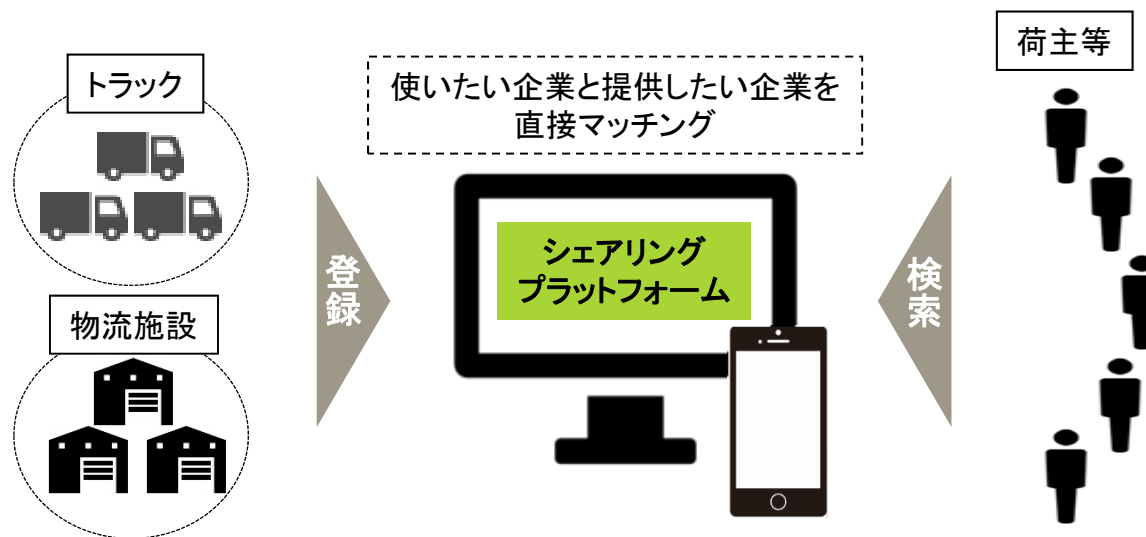 荷主等
トラック
使いたい企業と提供したい企業を
直接マッチング
シェアリング
プラットフォーム
登録
検索
物流施設